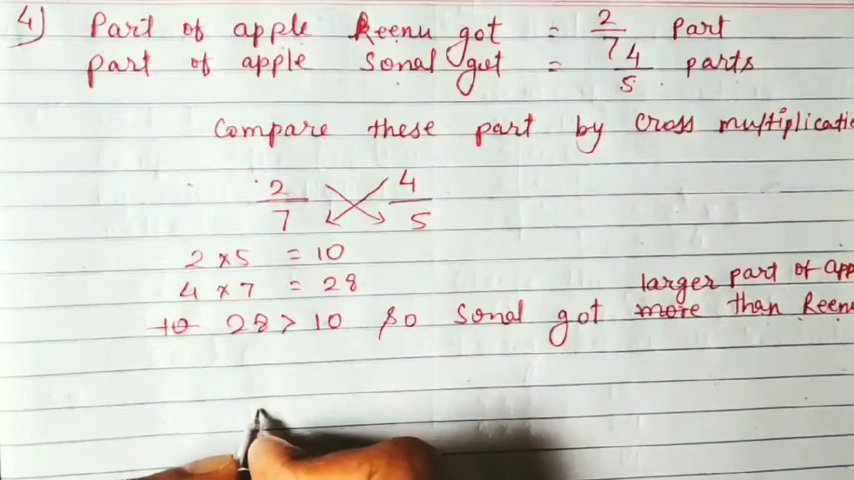 4) Part of apple Reenu got = 2/7 part
part of apple Sonal got = 4/5 parts
Compare these part by cross
2/7 4/5
2 × 5 = 10
4 × 7 = 28
larger part of
10 28 > 10 so Sonal got more than Reenu